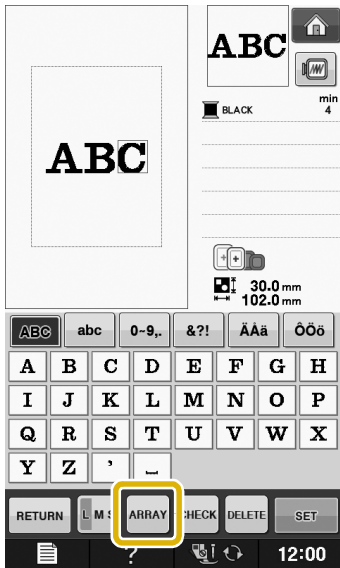 ABC
ABC
BLACK
min
4
30.0 mm
102.0 mm
ABC abc 0~9,. &?! ÄÅä ÔÖö
A B C D E F G H
I J K L M N O P
Q R S T U V W X
Y Z ’ ⎵
RETURN L M S ARRAY CHECK DELETE SET
? 12:00